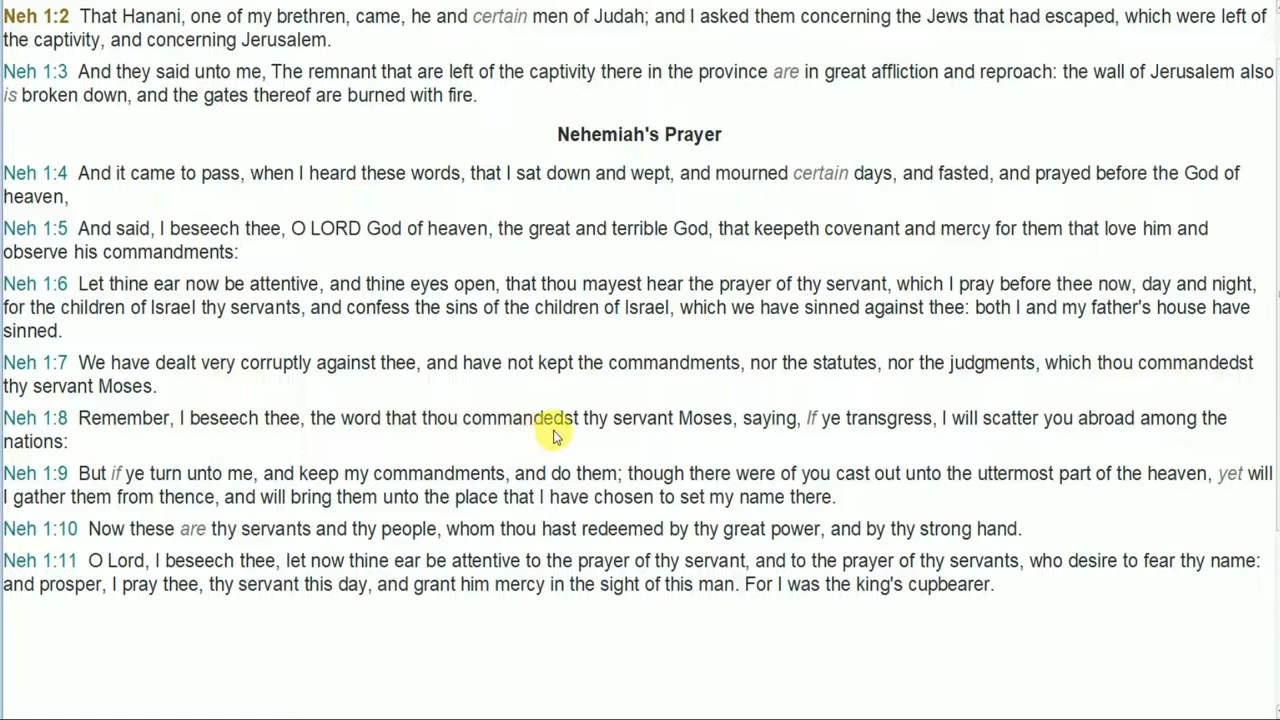 Neh 1:2 That Hanani, one of my brethren, came, he and certain men of Judah; and I asked them concerning the Jews that had escaped, which were left of
the captivity, and concerning Jerusalem.
Neh 1:3 And they said unto me, The remnant that are left of the captivity there in the province are in great affliction and reproach: the wall of Jerusalem also
is broken down, and the gates thereof are burned with fire.
Nehemiah's Prayer
Neh 1:4 And it came to pass, when I heard these words, that I sat down and wept, and mourned certain days, and fasted, and prayed before the God of
heaven,
Neh 1:5 And said, I beseech thee, O LORD God of heaven, the great and terrible God, that keepeth covenant and mercy for them that love him and
observe his commandments:
Neh 1:6 Let thine ear now be attentive, and thine eyes open, that thou mayest hear the prayer of thy servant, which I pray before thee now, day and night,
for the children of Israel thy servants, and confess the sins of the children of Israel, which we have sinned against thee: both I and my father's house have
sinned.
Neh 1:7 We have dealt very corruptly against thee, and have not kept the commandments, nor the statutes, nor the judgments, which thou commandedst
thy servant Moses.
Neh 1:8 Remember, I beseech thee, the word that thou commandedst thy servant Moses, saying, If ye transgress, I will scatter you abroad among the
nations:
Neh 1:9 But if ye turn unto me, and keep my commandments, and do them; though there were of you cast out unto the uttermost part of the heaven, yet will
I gather them from thence, and will bring them unto the place that I have chosen to set my name there.
Neh 1:10 Now these are thy servants and thy people, whom thou hast redeemed by thy great power, and by thy strong hand.
Neh 1:11 O Lord, I beseech thee, let now thine ear be attentive to the prayer of thy servant, and to the prayer of thy servants, who desire to fear thy name:
and prosper, I pray thee, thy servant this day, and grant him mercy in the sight of this man. For I was the king's cupbearer.